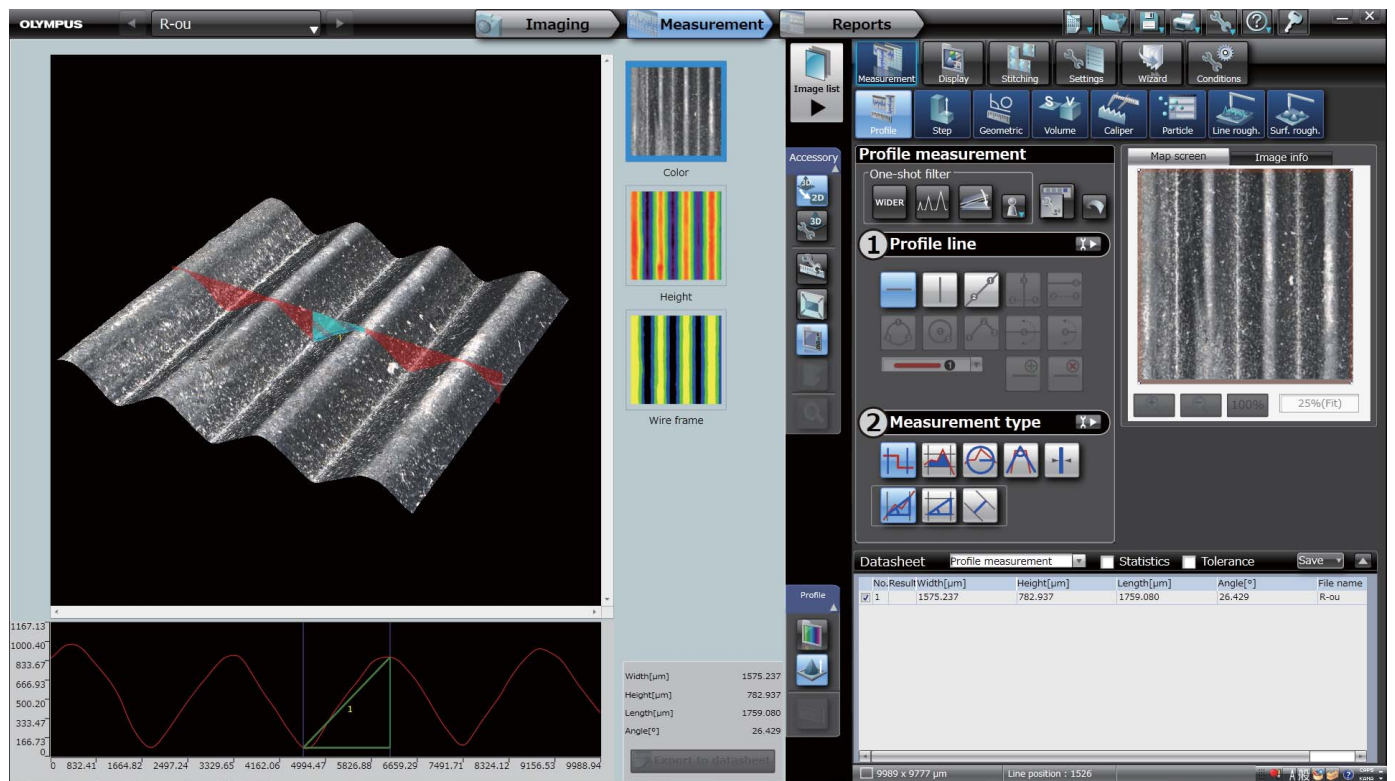 OLYMPUS
R-ou
Imaging
Measurement
Reports
Image list
Color
Height
Wire frame
Accessory
3D
2D
3D
Measurement
Display
Stitching
Settings
Wizard
Conditions
Profile
Step
Geometric
Volume
Caliper
Particle
Line rough.
Surf. rough.
Profile measurement
One-shot filter
WiDER
1 Profile line
1
2 Measurement type
Map screen
Image info
100%
25%(Fit)
Datasheet
Profile measurement
Statistics
Tolerance
Save
No. Result Width[µm] Height[µm] Length[µm] Angle[°] File name
1 1575.237 782.937 1759.080 26.429 R-ou
Profile
1167.13
1000.40
833.67
666.93
500.20
333.47
166.73
0
1
0 832.41 1664.82 2497.24 3329.65 4162.06 4994.47 5826.88 6659.29 7491.71 8324.12 9156.53 9988.94
Width[µm] 1575.237
Height[µm] 782.937
Length[µm] 1759.080
Angle[°] 26.429
Export to datasheet
9989 x 9777 µm
Line position : 1526
A 般
CAPS
KANA